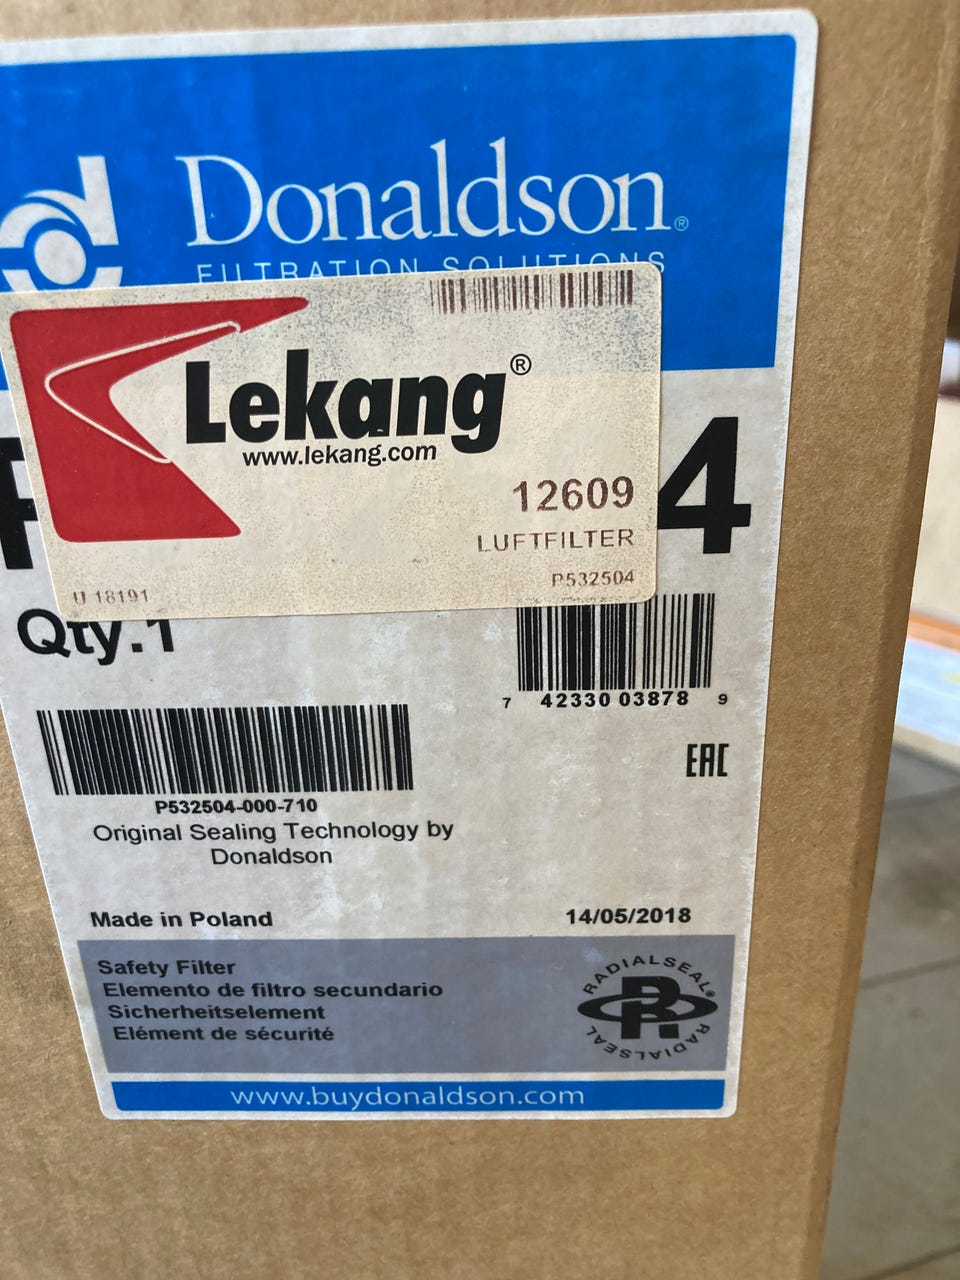 Donaldson®
FILTRATION SOLUTIONS
Lekang®
www.lekang.com
12609
LUFTFILTER
P532504
U 18191
4
Qty.1
7 42330 03878 9
EAC
P532504-000-710
Original Sealing Technology by
Donaldson
Made in Poland
14/05/2018
Safety Filter
Elemento de filtro secundario
Sicherheitselement
Elément de sécurité
RADIALSEAL®
RADIALSEAL
www.buydonaldson.com